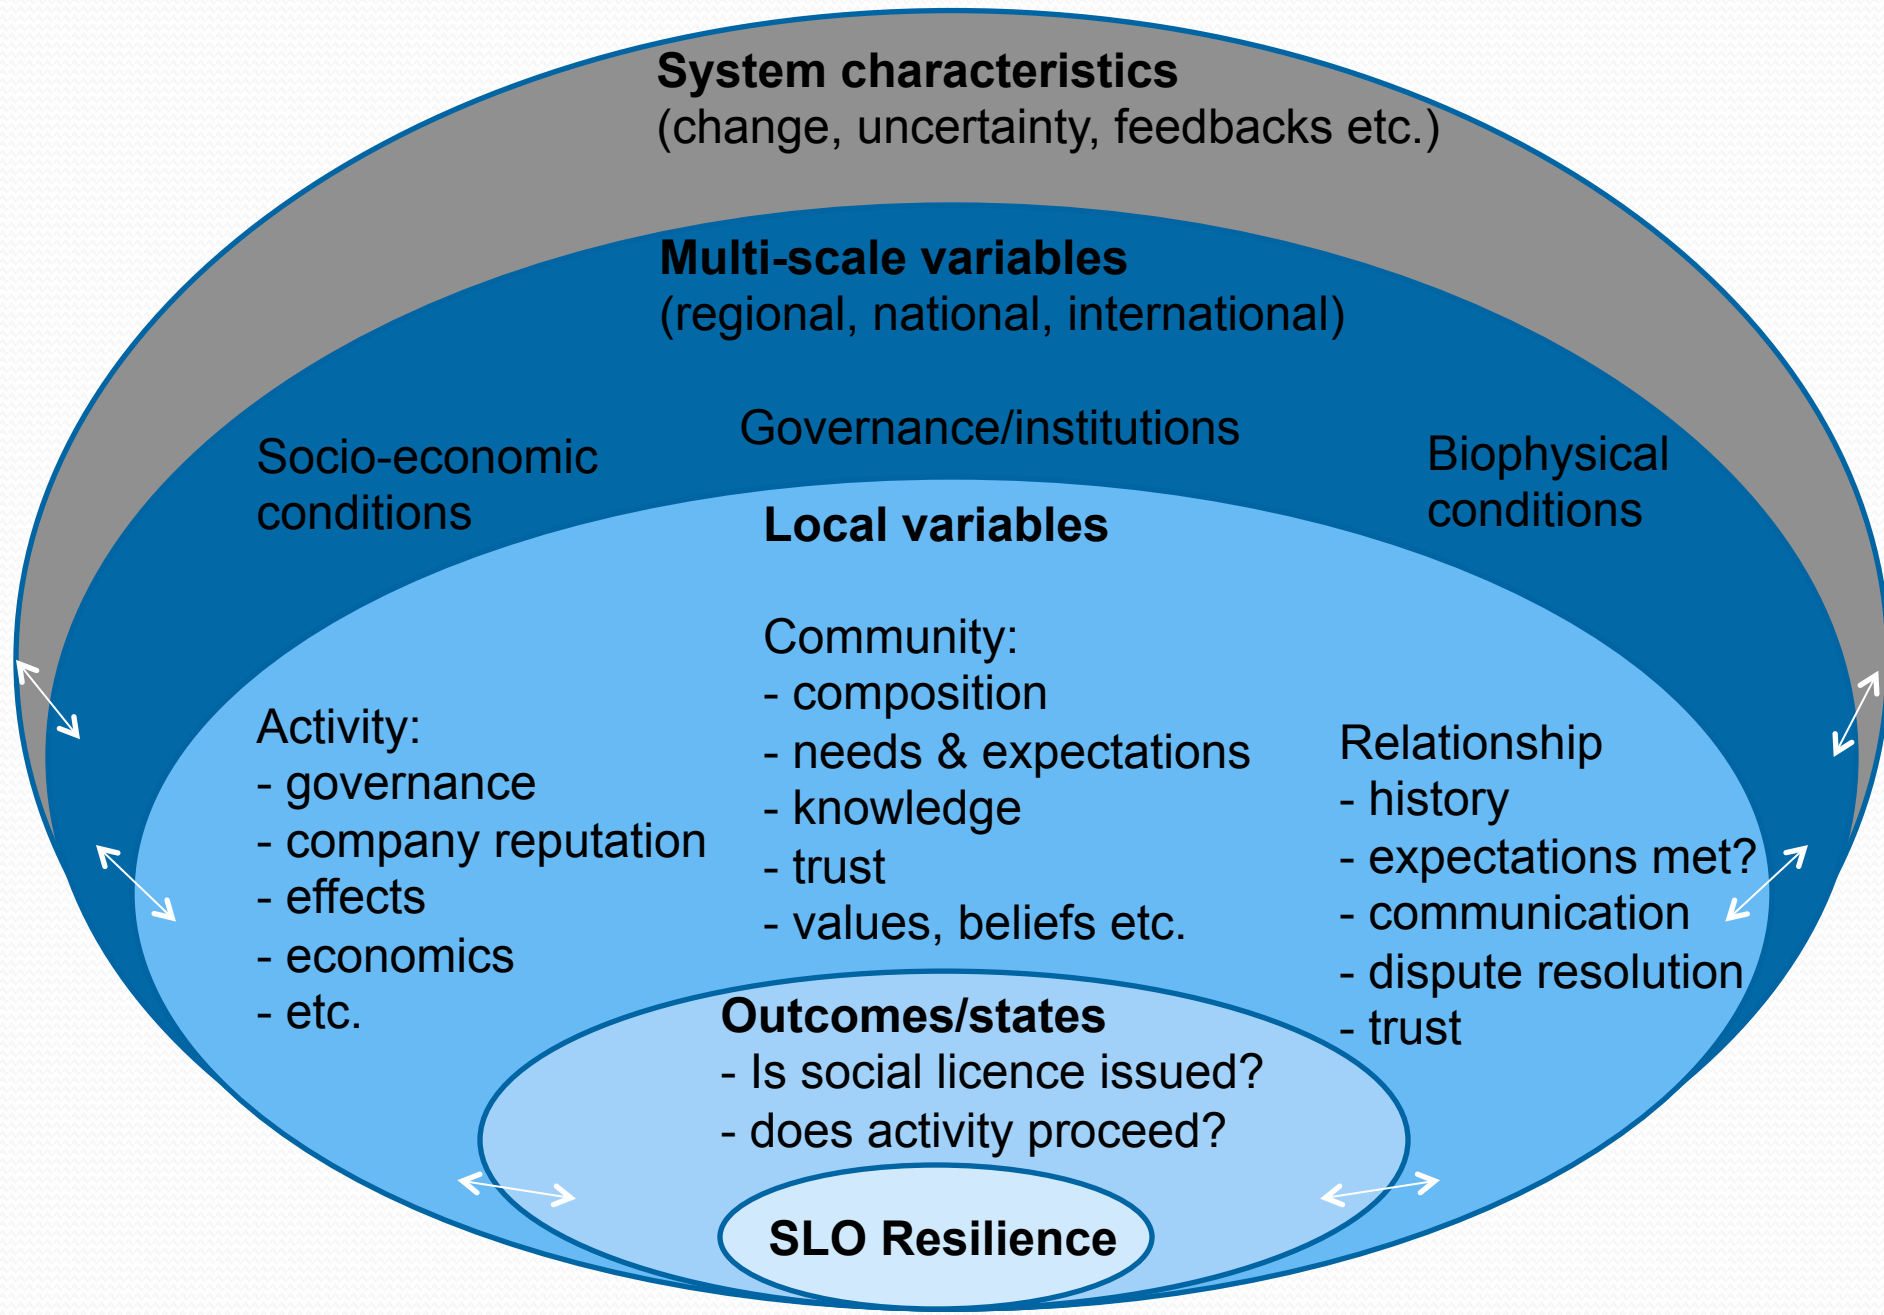 System characteristics
(change, uncertainty, feedbacks etc.)
Multi-scale variables
(regional, national, international)
Socio-economic
conditions
Governance/institutions
Biophysical
conditions
Local variables
Activity:
- governance
- company reputation
- effects
- economics
- etc.
Community:
- composition
- needs & expectations
- knowledge
- trust
- values, beliefs etc.
Relationship
- history
- expectations met?
- communication
- dispute resolution
- trust
Outcomes/states
- Is social licence issued?
- does activity proceed?
SLO Resilience